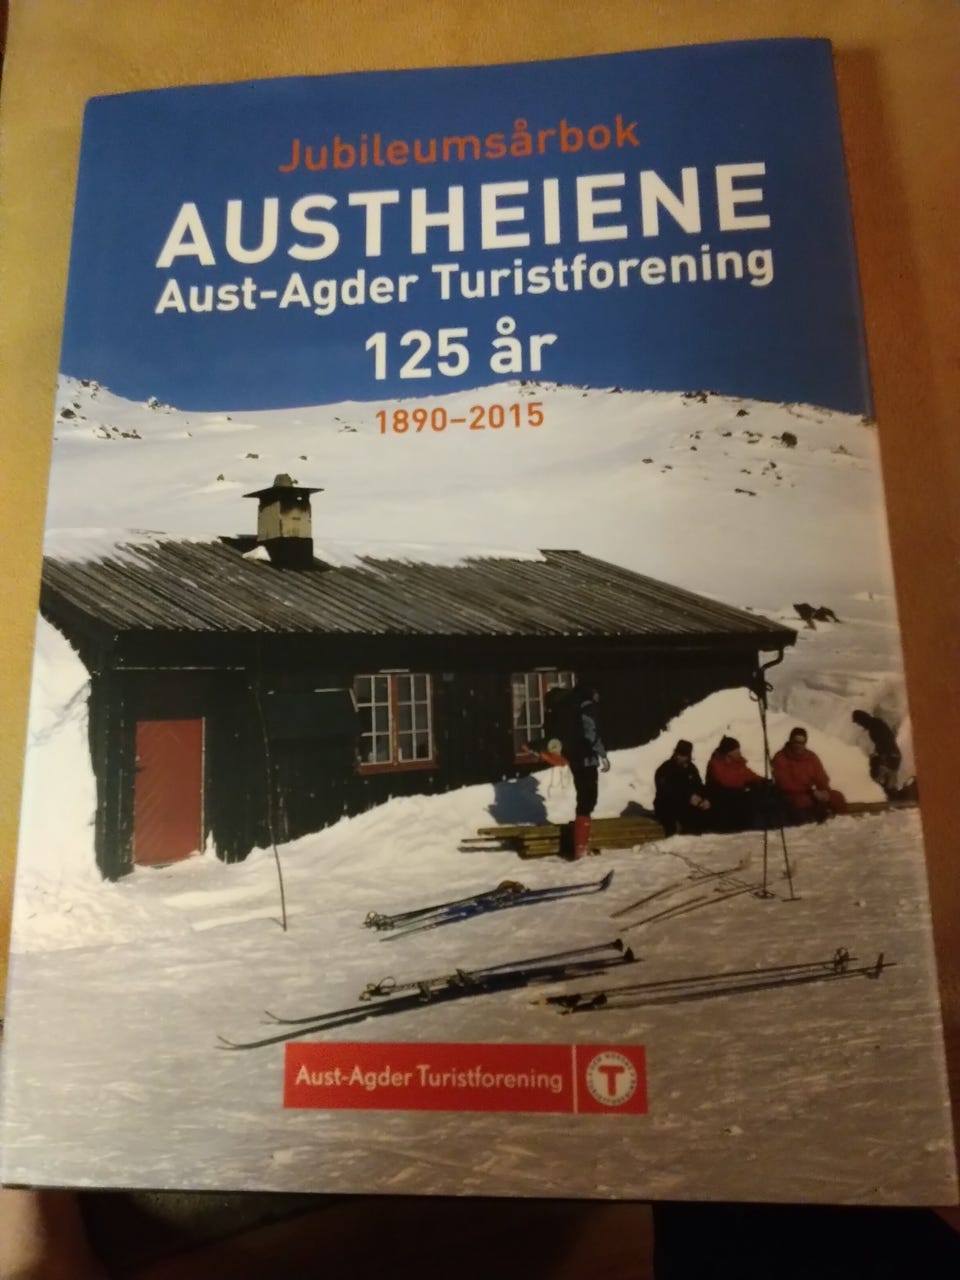 Jubileumsårbok
AUSTHEIENE
Aust-Agder Turistforening
125 år
1890–2015
Aust-Agder Turistforening
T